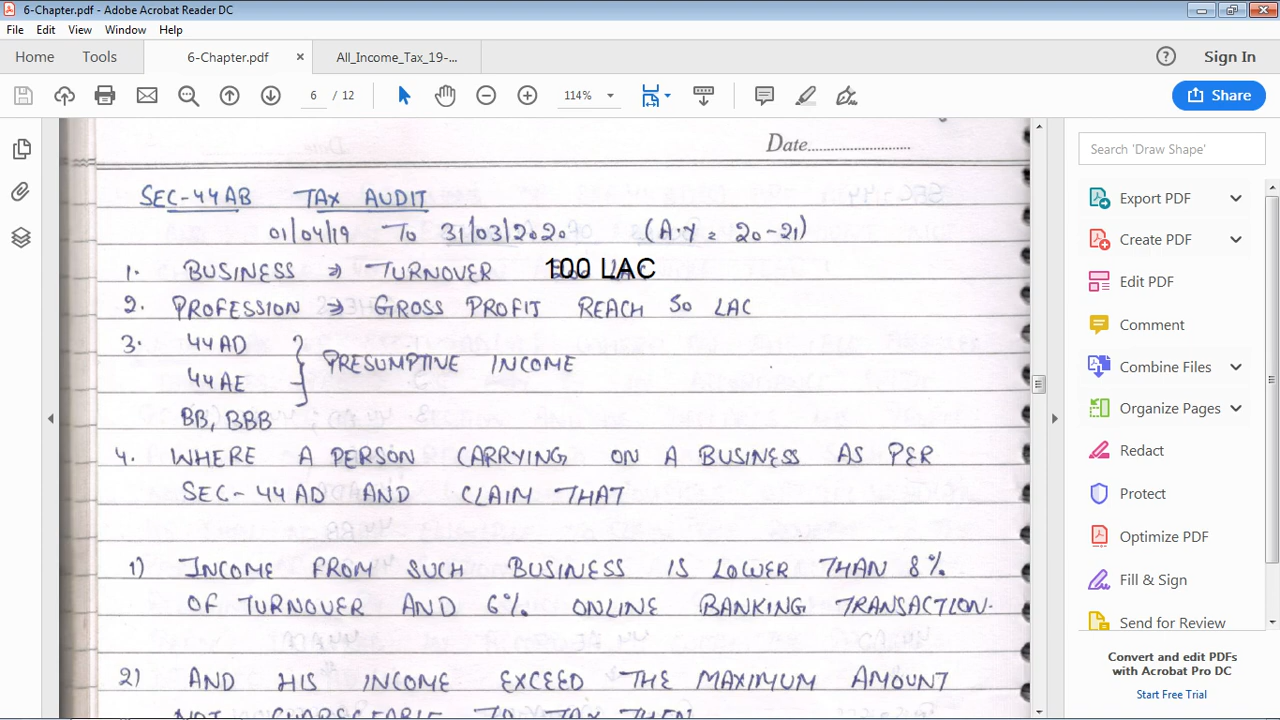 6-Chapter.pdf - Adobe Acrobat Reader DC
File Edit View Window Help
Home Tools 6-Chapter.pdf × All_Income_Tax_19-... Sign In
6 / 12 114% Share
Date
SEC-44AB TAX AUDIT
01/04/19 TO 31/03/2020 (A.Y = 20-21)
1. BUSINESS ⇒ TURNOVER 100 LAC
2. PROFESSION ⇒ GROSS PROFIT REACH 50 LAC
3. 44AD
44AE } PRESUMPTIVE INCOME
BB, BBB
4. WHERE A PERSON CARRYING ON A BUSINESS AS PER
SEC-44AD AND CLAIM THAT
1) INCOME FROM SUCH BUSINESS IS LOWER THAN 8%
OF TURNOVER AND 6% ONLINE BANKING TRANSACTION.
2) AND HIS INCOME EXCEED THE MAXIMUM AMOUNT
NOT CHARGEABLE TO TAX THEN
Search 'Draw Shape'
Export PDF
Create PDF
Edit PDF
Comment
Combine Files
Organize Pages
Redact
Protect
Optimize PDF
Fill & Sign
Send for Review
Convert and edit PDFs
with Acrobat Pro DC
Start Free Trial